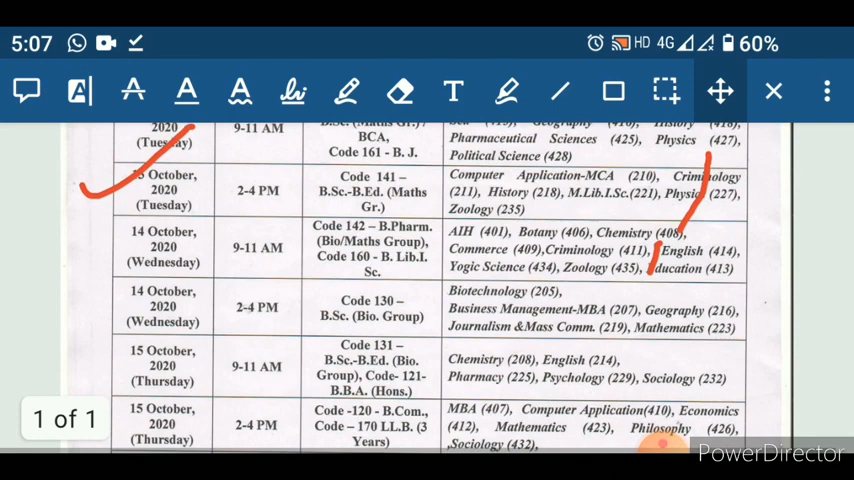 5:07 HD 4G 60%
A A A A T
2020
(Tuesday)
9-11 AM
B.Sc. (Maths Gr.) /
BCA,
Code 161 - B. J.
Geography (416)
Pharmaceutical Sciences (425), Physics (427),
Political Science (428)
October,
2020
(Tuesday)
2-4 PM
Code 141 –
B.Sc.-B.Ed. (Maths
Gr.)
Computer Application-MCA (210), Criminology
(211), History (218), M.Lib.I.Sc.(221), Physics (227),
Zoology (235)
14 October,
2020
(Wednesday)
9-11 AM
Code 142 – B.Pharm.
(Bio/Maths Group),
Code 160 - B. Lib.I.
Sc.
AIH (401), Botany (406), Chemistry (408),
Commerce (409),Criminology (411), English (414),
Yogic Science (434), Zoology (435), Education (413)
14 October,
2020
(Wednesday)
2-4 PM
Code 130 –
B.Sc. (Bio. Group)
Biotechnology (205),
Business Management-MBA (207), Geography (216)
Journalism &Mass Comm. (219), Mathematics (223)
15 October,
2020
(Thursday)
9-11 AM
Code 131 –
B.Sc.-B.Ed. (Bio.
Group), Code- 121-
B.B.A. (Hons.)
Chemistry (208), English (214),
Pharmacy (225), Psychology (229), Sociology (232)
15 October,
2020
(Thursday)
2-4 PM
Code -120 - B.Com.,
Code – 170 LL.B. (3
Years)
MBA (407), Computer Application(410), Economics
(412), Mathematics (423), Philosophy (426),
,Sociology (432),
1 of 1
PowerDirector